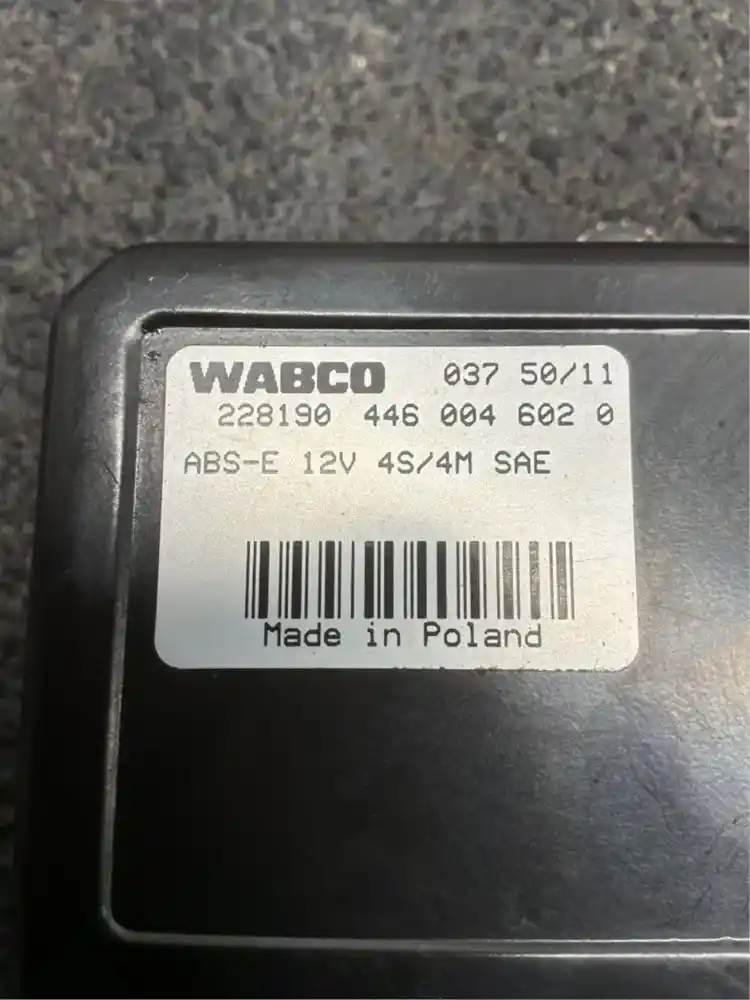 WABCO 037 50/11
228190 446 004 602 0
ABS-E 12V 4S/4M SAE
Made in Poland